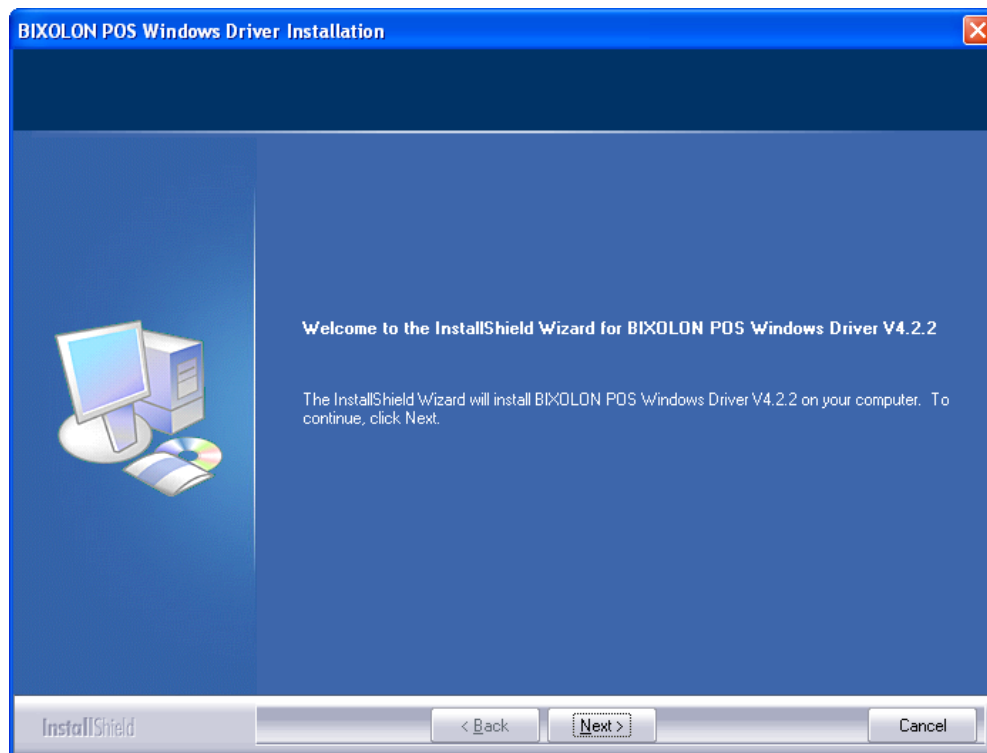 BIXOLON POS Windows Driver Installation
Welcome to the InstallShield Wizard for BIXOLON POS Windows Driver V4.2.2
The InstallShield Wizard will install BIXOLON POS Windows Driver V4.2.2 on your computer.  To
continue, click Next.
InstallShield
< Back
Next >
Cancel